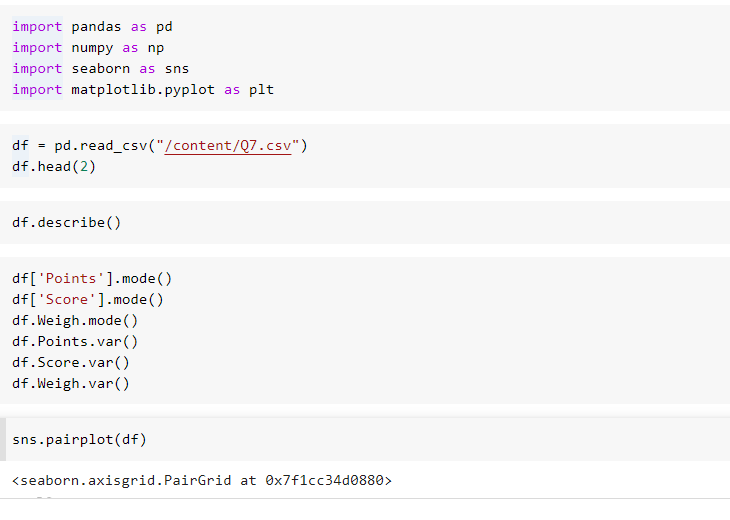 import pandas as pd
import numpy as np
import seaborn as sns
import matplotlib.pyplot as plt
df = pd.read_csv("/content/Q7.csv")
df.head(2)
df.describe()
df['Points'].mode()
df['Score'].mode()
df.Weigh.mode()
df.Points.var()
df.Score.var()
df.Weigh.var()
sns.pairplot(df)
<seaborn.axisgrid.PairGrid at 0x7f1cc34d0880>